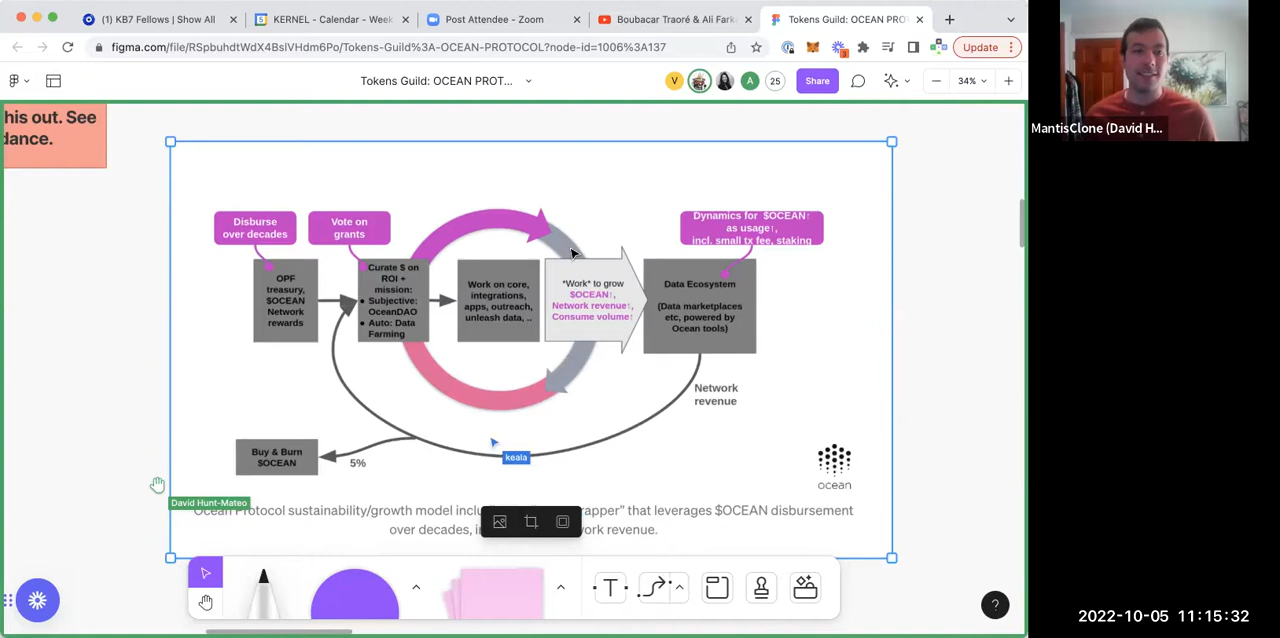 (1) KB7 Fellows | Show All
KERNEL - Calendar - Week
Post Attendee - Zoom
Boubacar Traoré & Ali Fark
Tokens Guild: OCEAN PRO
figma.com/file/RSpbuhdtWdX4BslVHdm6Po/Tokens-Guild%3A-OCEAN-PROTOCOL?node-id=1006%3A137
3
Update
Tokens Guild: OCEAN PROT...
V
A
25
Share
34%
MantisClone (David H...
his out. See
dance.
Disburse
over decades
Vote on
grants
Dynamics for $OCEAN↑
as usage↑,
incl. small tx fee, staking
OPF
treasury,
$OCEAN
Network
rewards
Curate $ on
ROI +
mission:
• Subjective:
OceanDAO
• Auto: Data
Farming
Work on core,
integrations,
apps, outreach,
unleash data, ..
*Work* to grow
$OCEAN↑,
Network revenue↑,
Consume volume↑
Data Ecosystem
(Data marketplaces
etc, powered by
Ocean tools)
Network
revenue
Buy & Burn
$OCEAN
5%
keala
ocean
David Hunt-Mateo
Ocean Protocol sustainability/growth model inclu rapper" that leverages $OCEAN disbursement
over decades, in work revenue.
T
?
2022-10-05 11:15:32